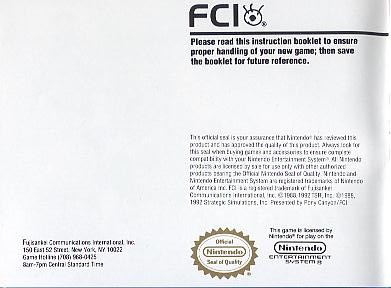 FCI®
Please read this instruction booklet to ensure
proper handling of your new game; then save
the booklet for future reference.
This official seal is your assurance that Nintendo® has reviewed this
product and has approved the quality of this product. Always look for
this seal when buying games and accessories to ensure complete
compatibility with your Nintendo Entertainment System®. All Nintendo
products are licensed by sale for use only with other authorized
products bearing the Official Nintendo Seal of Quality. Nintendo and
Nintendo Entertainment System are registered trademarks of Nintendo
of America Inc. FCI is a registered trademark of Fujisankei
Communications International, Inc. © 1988, 1992 TSR, Inc. ©1988,
1992 Strategic Simulations, Inc. Presented by Pony Canyon/FCI.
Fujisankei Communications International, Inc.
150 East 52 Street, New York, NY 10022
Game Hotline (708) 968-0425
8am-7pm Central Standard Time
Official
Nintendo
Seal of Quality
This game is licensed by
Nintendo® for play on the
Nintendo
ENTERTAINMENT
SYSTEM®